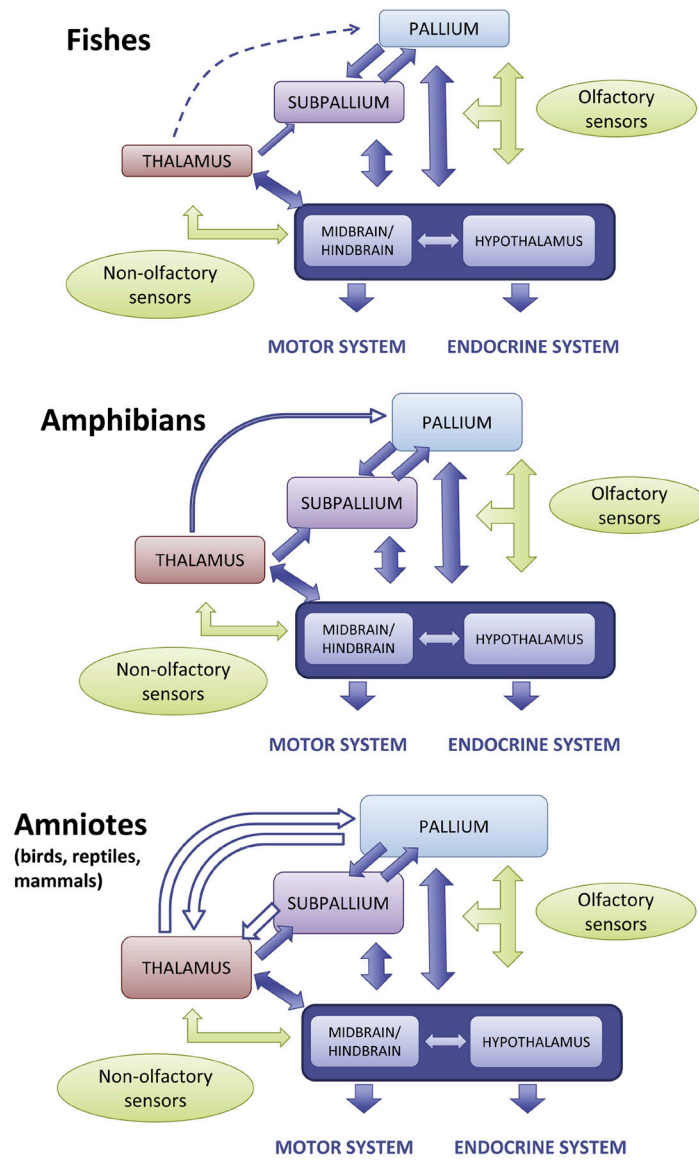 Fishes
PALLIUM
SUBPALLIUM
Olfactory
sensors
THALAMUS
MIDBRAIN/
HINDBRAIN
HYPOTHALAMUS
Non-olfactory
sensors
MOTOR SYSTEM
ENDOCRINE SYSTEM
Amphibians
PALLIUM
SUBPALLIUM
Olfactory
sensors
THALAMUS
MIDBRAIN/
HINDBRAIN
HYPOTHALAMUS
Non-olfactory
sensors
MOTOR SYSTEM
ENDOCRINE SYSTEM
Amniotes
(birds, reptiles,
mammals)
PALLIUM
SUBPALLIUM
Olfactory
sensors
THALAMUS
MIDBRAIN/
HINDBRAIN
HYPOTHALAMUS
Non-olfactory
sensors
MOTOR SYSTEM
ENDOCRINE SYSTEM